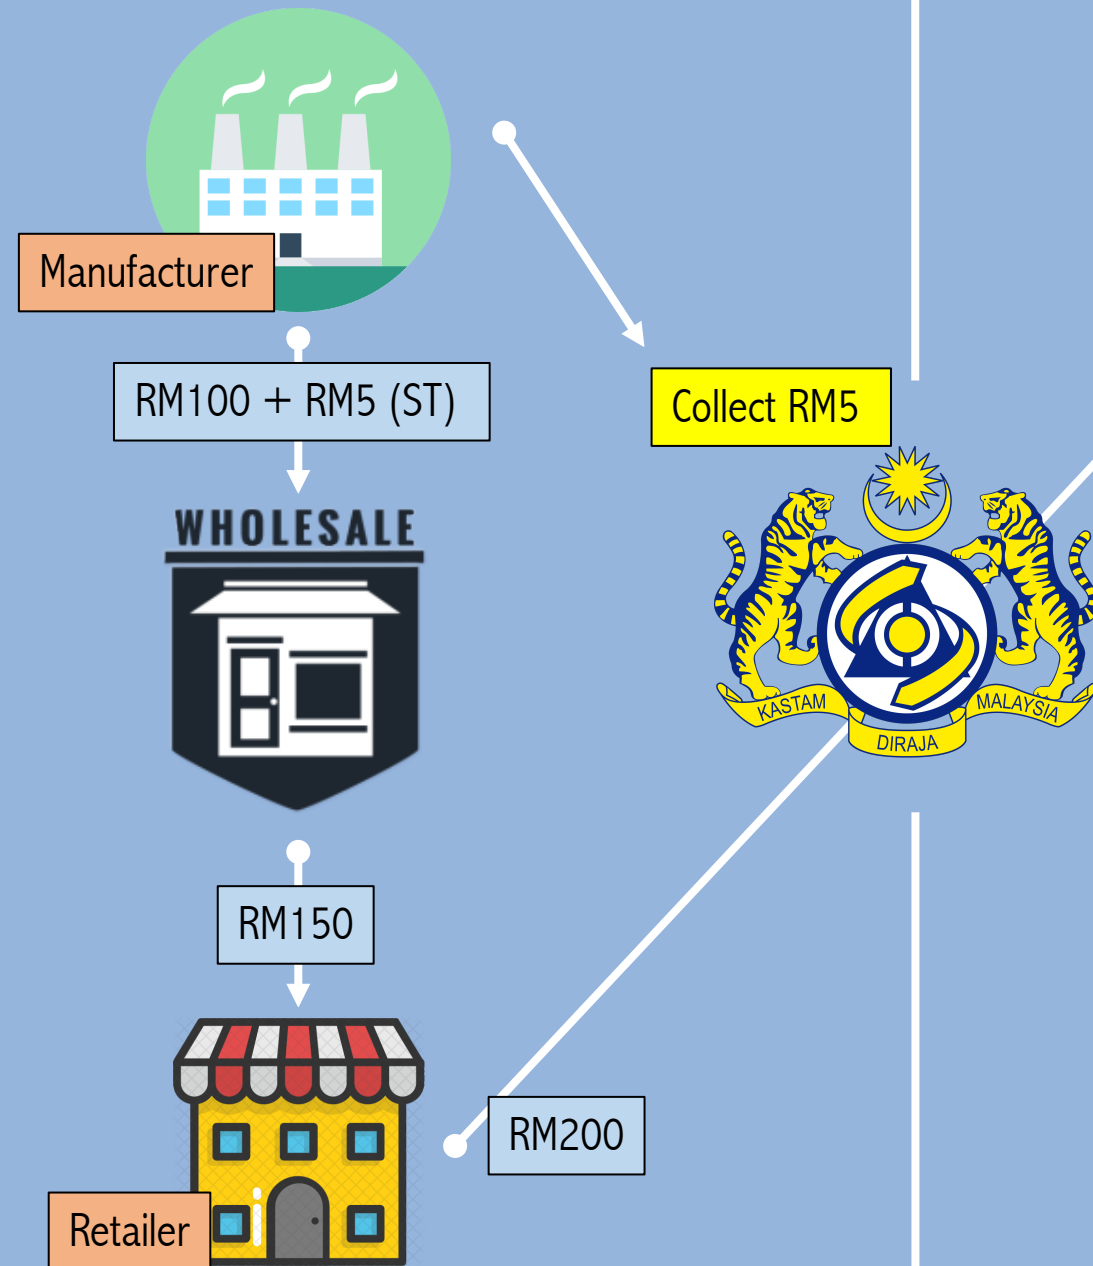 Manufacturer
RM100 + RM5 (ST)
Collect RM5
WHOLESALE
KASTAM
DIRAJA
MALAYSIA
RM150
RM200
Retailer